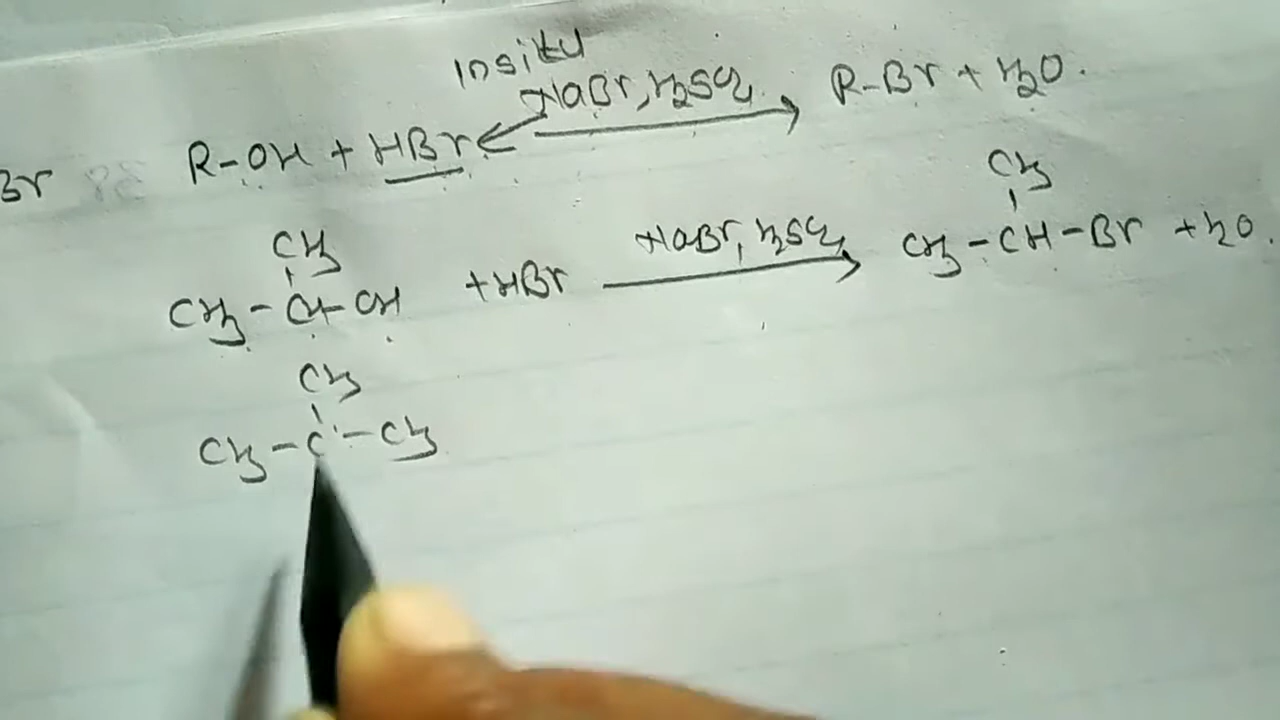 Insitu
NaBr, H2SO4
R-OH + HBr ← → R-Br + H2O.
Br
CH3
CH3
NaBr, H2SO4
CH3-CH-OH + HBr → CH3-CH-Br + H2O.
CH3
CH3-C-CH3